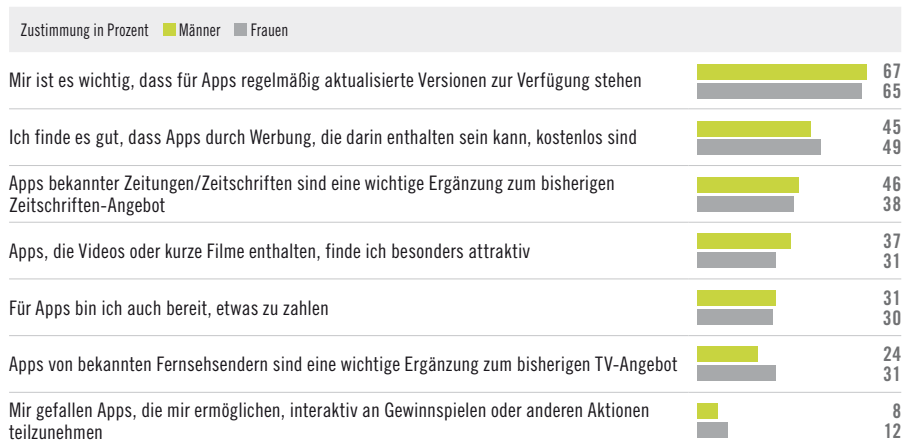 Zustimmung in Prozent Männer Frauen
Mir ist es wichtig, dass für Apps regelmäßig aktualisierte Versionen zur Verfügung stehen 67
65
Ich finde es gut, dass Apps durch Werbung, die darin enthalten sein kann, kostenlos sind 45
49
Apps bekannter Zeitungen/Zeitschriften sind eine wichtige Ergänzung zum bisherigen 46
Zeitschriften-Angebot 38
Apps, die Videos oder kurze Filme enthalten, finde ich besonders attraktiv 37
31
Für Apps bin ich auch bereit, etwas zu zahlen 31
30
Apps von bekannten Fernsehsendern sind eine wichtige Ergänzung zum bisherigen TV-Angebot 24
31
Mir gefallen Apps, die mir ermöglichen, interaktiv an Gewinnspielen oder anderen Aktionen 8
teilzunehmen 12